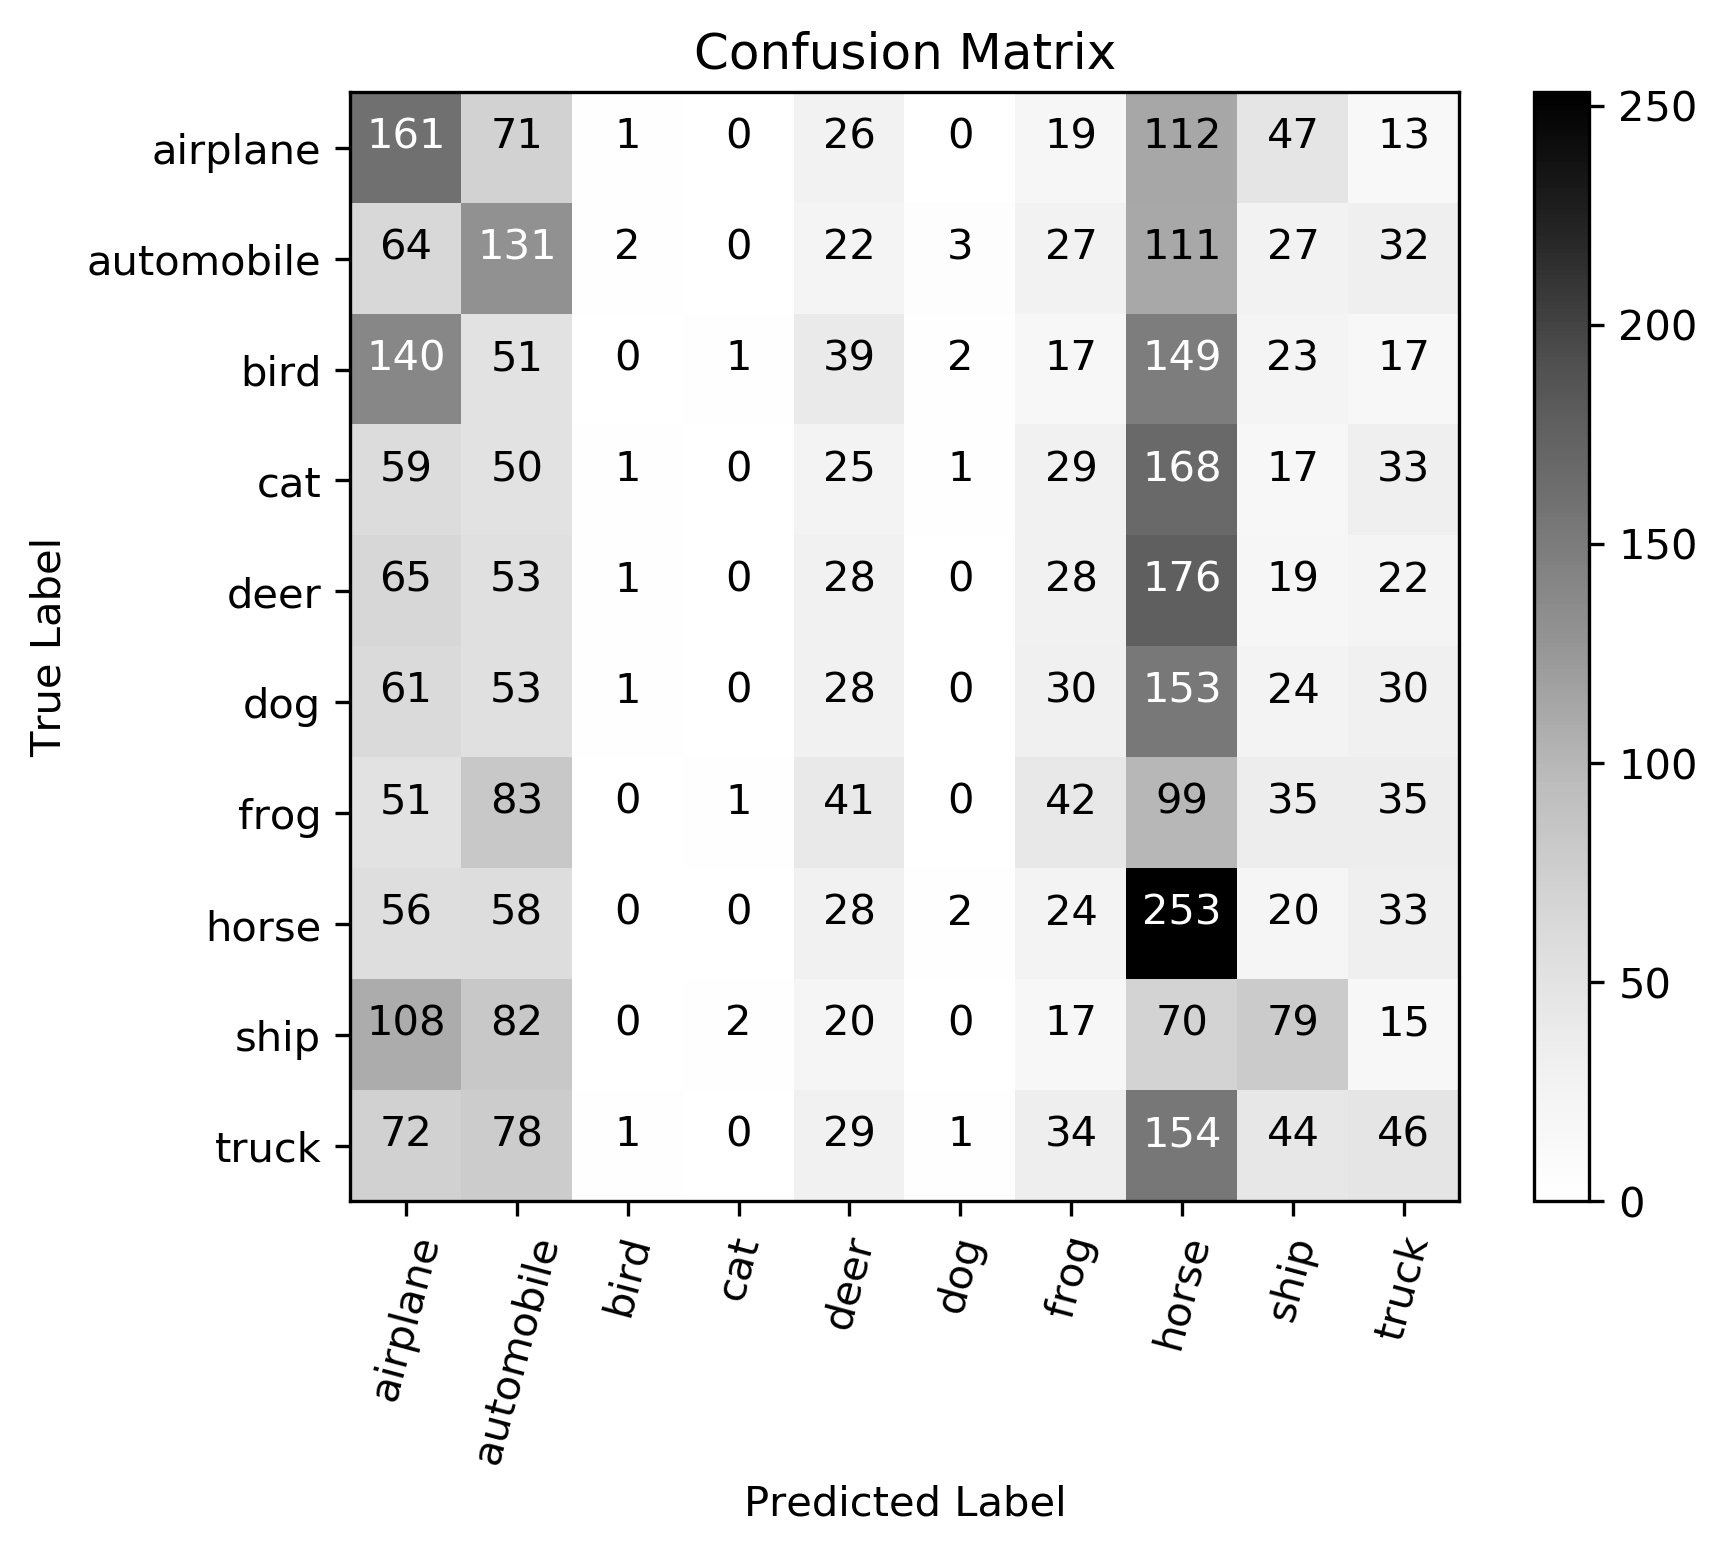 Confusion Matrix
airplane 161 71 1 0 26 0 19 112 47 13
automobile 64 131 2 0 22 3 27 111 27 32
bird 140 51 0 1 39 2 17 149 23 17
cat 59 50 1 0 25 1 29 168 17 33
deer 65 53 1 0 28 0 28 176 19 22
dog 61 53 1 0 28 0 30 153 24 30
frog 51 83 0 1 41 0 42 99 35 35
horse 56 58 0 0 28 2 24 253 20 33
ship 108 82 0 2 20 0 17 70 79 15
truck 72 78 1 0 29 1 34 154 44 46
True Label
airplane automobile bird cat deer dog frog horse ship truck
Predicted Label
250
200
150
100
50
0